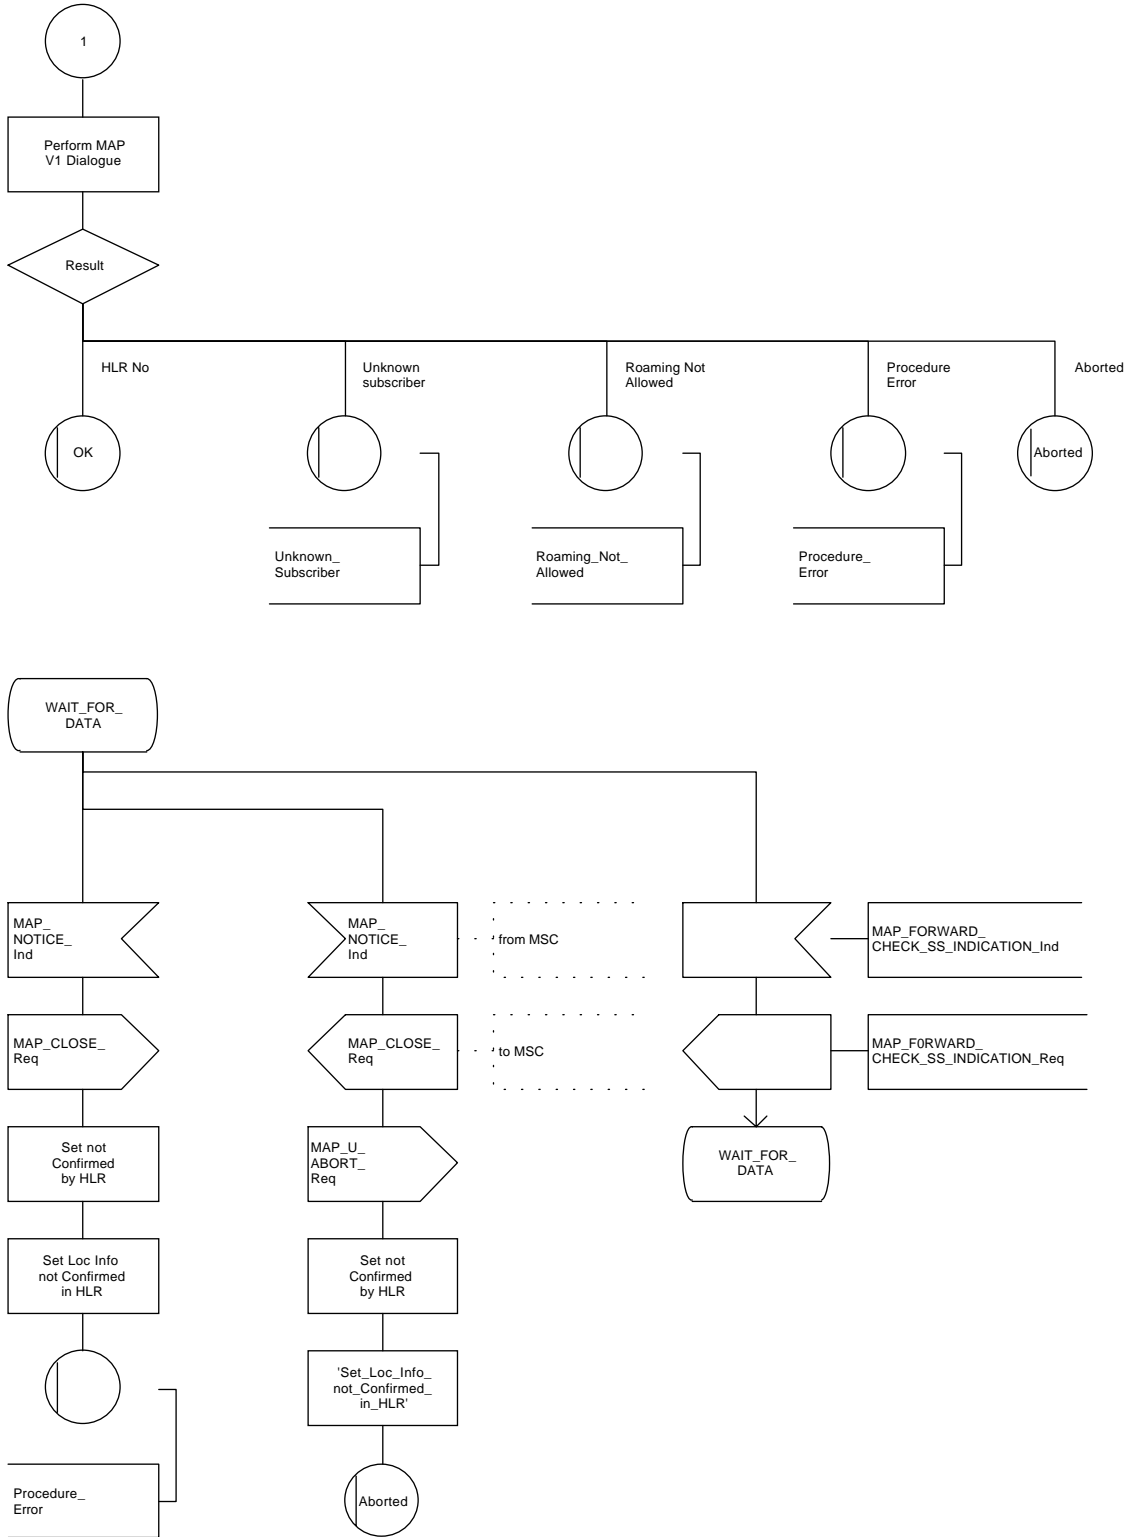 1
Perform MAP
V1 Dialogue
Result
HLR No
Unknown
subscriber
Roaming Not
Allowed
Procedure
Error
Aborted
OK
Aborted
Unknown_
Subscriber
Roaming_Not_
Allowed
Procedure_
Error
WAIT_FOR_
DATA
MAP_
NOTICE_
Ind
MAP_
NOTICE_
Ind
from MSC
MAP_FORWARD_
CHECK_SS_INDICATION_Ind
MAP_CLOSE_
Req
MAP_CLOSE_
Req
to MSC
MAP_F0RWARD_
CHECK_SS_INDICATION_Req
Set not
Confirmed
by HLR
MAP_U_
ABORT_
Req
WAIT_FOR_
DATA
Set Loc Info
not Confirmed
in HLR
Set not
Confirmed
by HLR
'Set_Loc_Info_
not_Confirmed_
in_HLR'
Procedure_
Error
Aborted